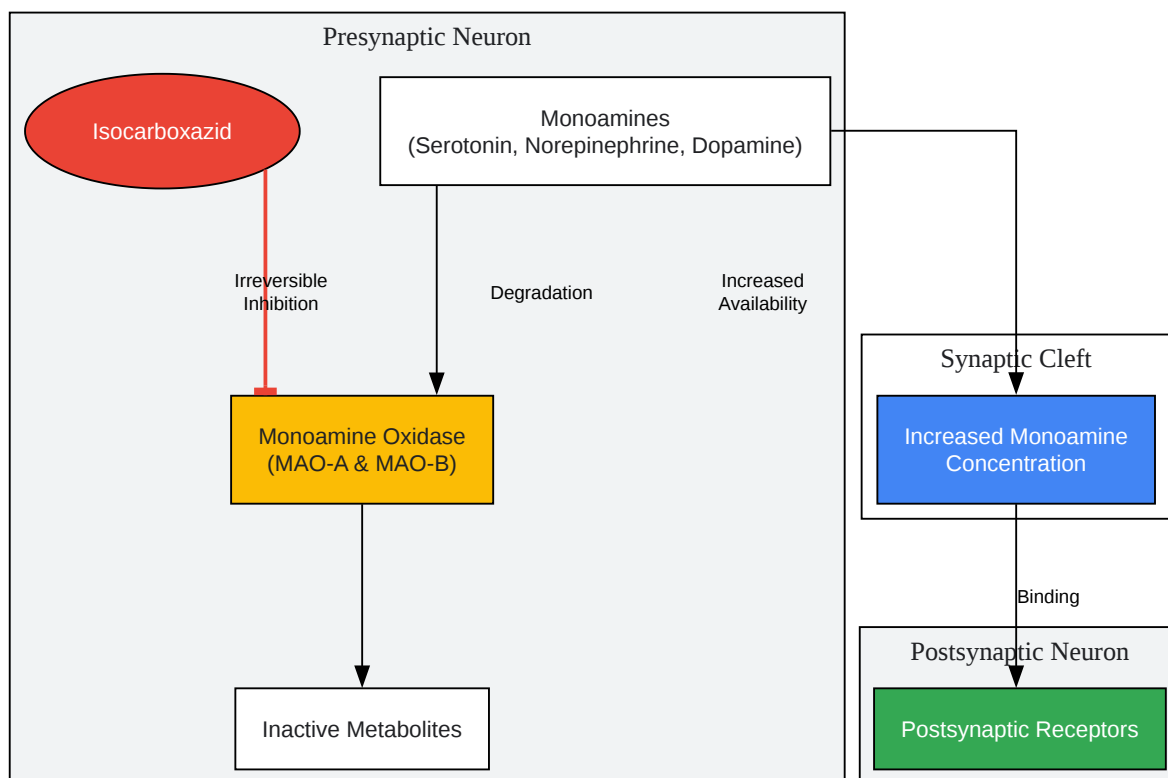 Presynaptic Neuron
Isocarboxazid
Monoamines
(Serotonin, Norepinephrine, Dopamine)
Irreversible
Inhibition
Degradation
Increased
Availability
Synaptic Cleft
Increased Monoamine
Concentration
Monoamine Oxidase
(MAO-A & MAO-B)
Binding
Postsynaptic Neuron
Inactive Metabolites
Postsynaptic Receptors